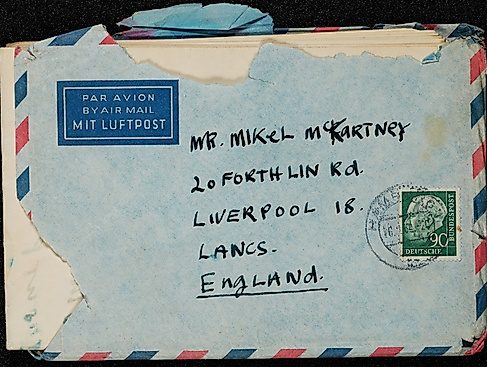 PAR AVION
BY AIR MAIL
MIT LUFTPOST
MR. MIKEL McKARTNEY
20 FORTHLIN Rd.
LIVERPOOL 18.
LANCS.
ENGLAND.
90
DEUTSCHE
BUNDESPOST